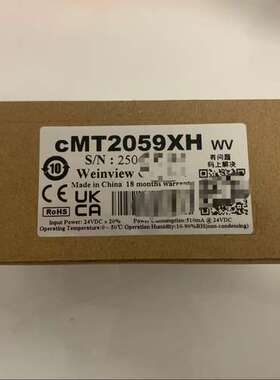 cMT2059XH WV
S/N : 250
有问题
码上解决
Weinview
Made in China 18 months warranty
10
CE UK CA
RoHS
Input Power: 24VDC ± 20% Power Consumption: 510mA @ 24VDC
Operating Temperature:0~ 50℃ Operation Humidity:10-90%RH(non-condensing)